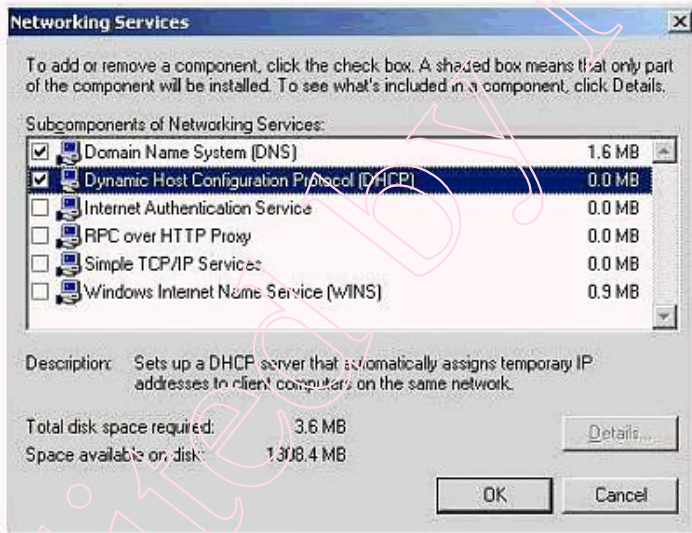 Networking Services
To add or remove a component, click the check box. A shaded box means that only part
of the component will be installed. To see what's included in a component, click Details.
Subcomponents of Networking Services:
Domain Name System (DNS) 1.6 MB
Dynamic Host Configuration Protocol (DHCP) 0.0 MB
Internet Authentication Service 0.0 MB
RPC over HTTP Proxy 0.0 MB
Simple TCP/IP Services 0.0 MB
Windows Internet Name Service (WINS) 0.9 MB
Description: Sets up a DHCP server that automatically assigns temporary IP
addresses to client computers on the same network.
Total disk space required: 3.6 MB
Details...
Space available on disk: 1308.4 MB
OK Cancel